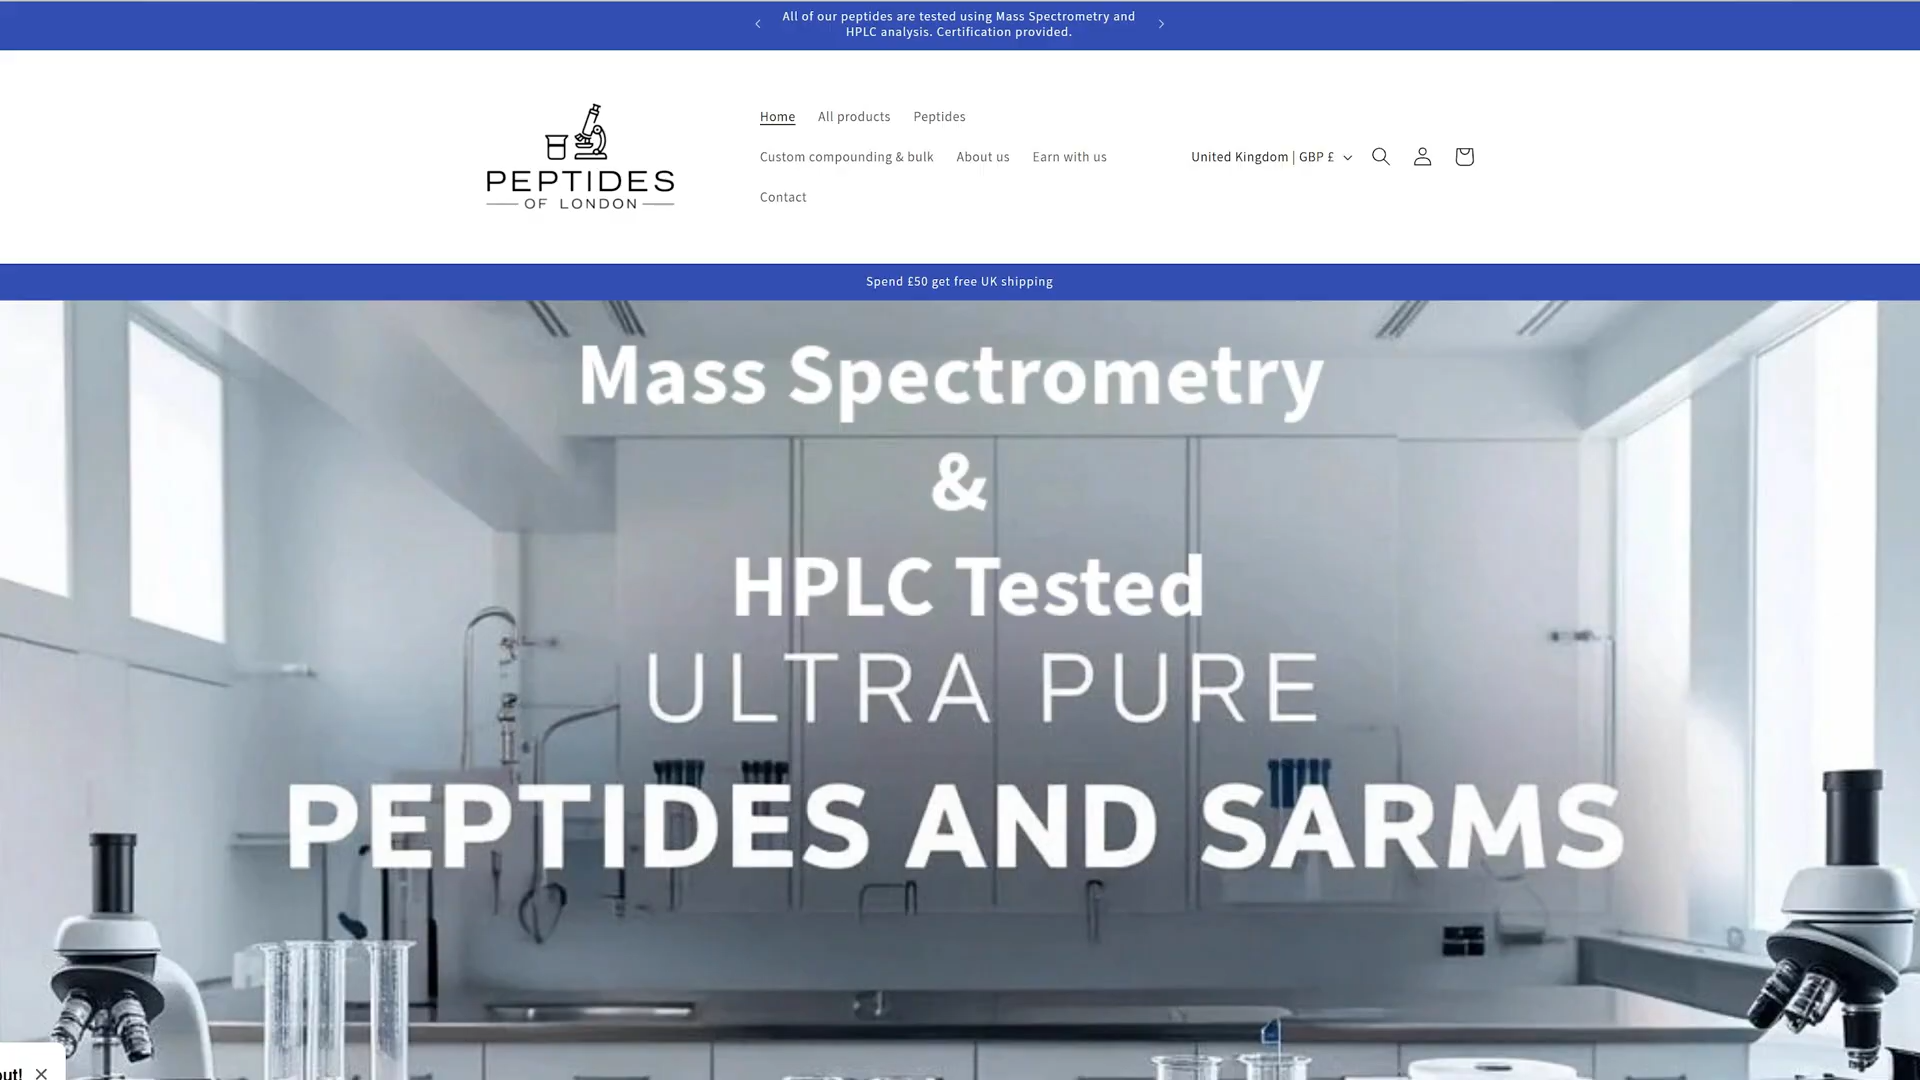 All of our peptides are tested using Mass Spectrometry and
HPLC analysis. Certification provided.
PEPTIDES
OF LONDON
Home
All products
Peptides
Custom compounding & bulk
About us
Earn with us
Contact
United Kingdom | GBP £
Spend £50 get free UK shipping
Mass Spectrometry
&
HPLC Tested
ULTRA PURE
PEPTIDES AND SARMS